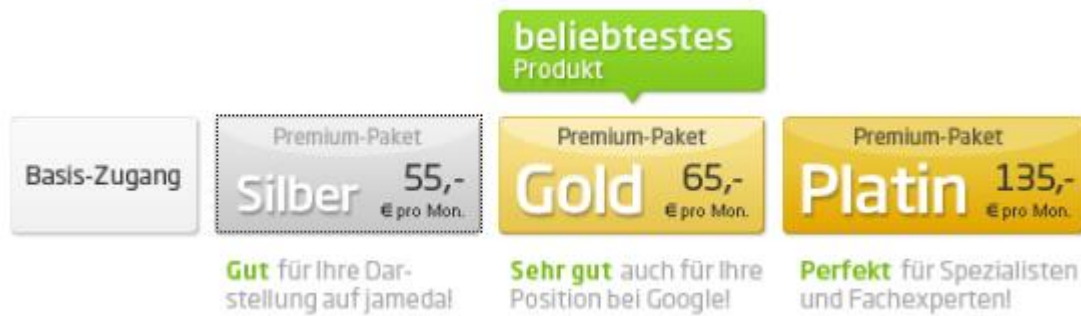 beliebtestes
Produkt
Basis-Zugang
Premium-Paket
Silber 55,-
€ pro Mon.
Premium-Paket
Gold 65,-
€ pro Mon.
Premium-Paket
Platin 135,-
€ pro Mon.
Gut für Ihre Dar-
stellung auf jameda!
Sehr gut auch für Ihre
Position bei Google!
Perfekt für Spezialisten
und Fachexperten!